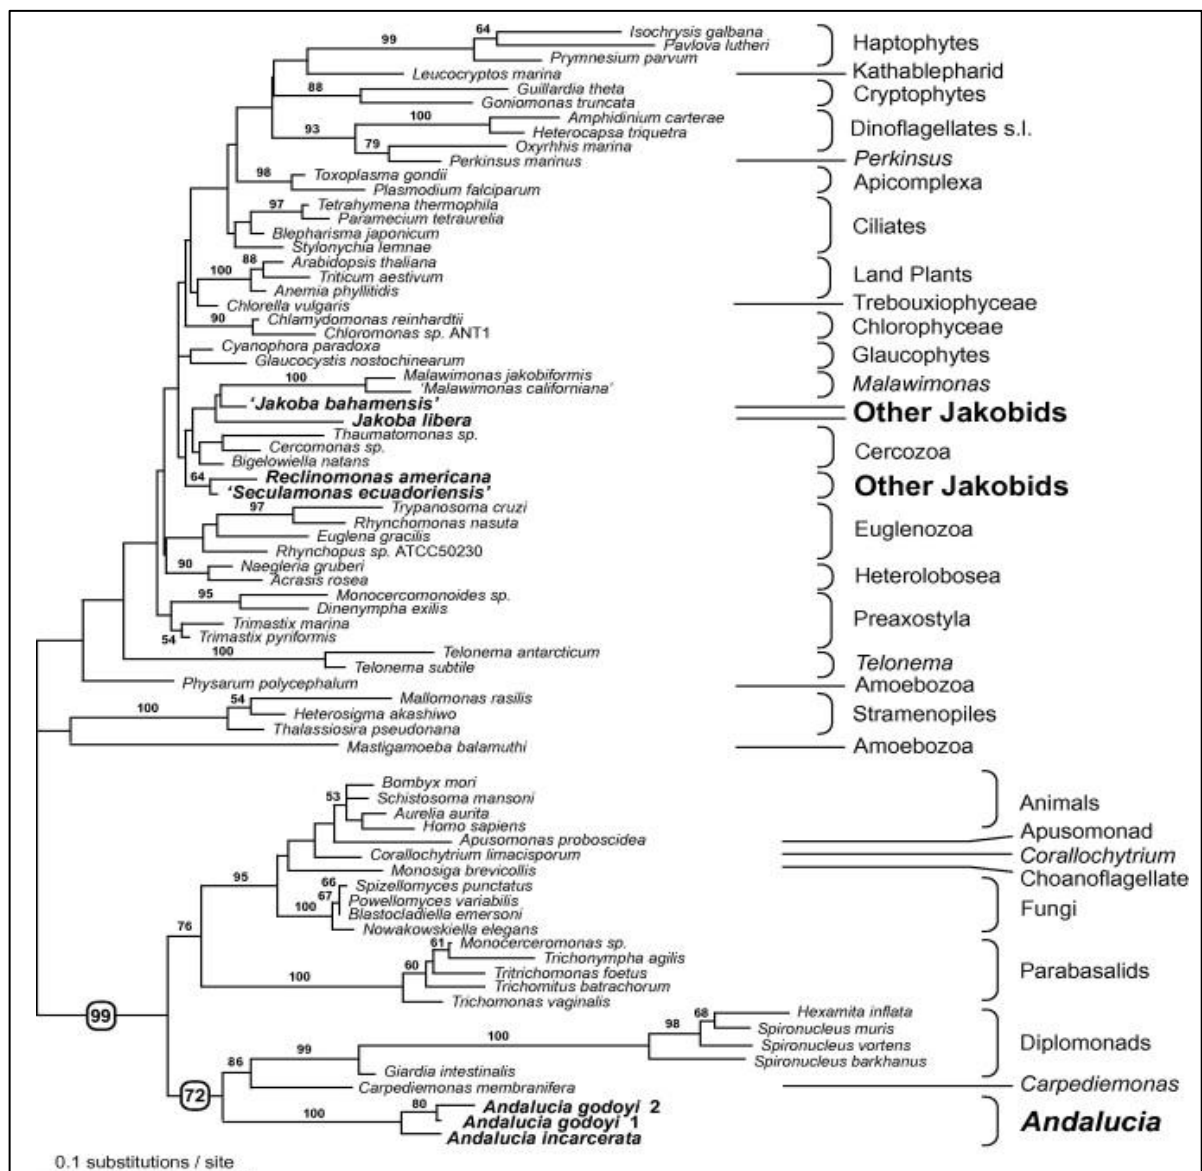 64 Isochrysis galbana
99 Pavlova lutheri Haptophytes
Prymnesium parvum
Leucocryptos marina Kathablepharid
88 Guillardia theta Cryptophytes
Goniomonas truncata
100 Amphidinium carterae
93 Heterocapsa triquetra Dinoflagellates s.l.
79 Oxyrhhis marina
Perkinsus marinus Perkinsus
98 Toxoplasma gondii Apicomplexa
Plasmodium falciparum
97 Tetrahymena thermophila
Paramecium tetraurelia Ciliates
Blepharisma japonicum
Stylonychia lemnae
88 Arabidopsis thaliana
100 Triticum aestivum Land Plants
Anemia phyllitidis
Chlorella vulgaris Trebouxiophyceae
90 Chlamydomonas reinhardtii Chlorophyceae
Chloromonas sp. ANT1
Cyanophora paradoxa Glaucophytes
Glaucocystis nostochinearum
100 Malawimonas jakobiformis Malawimonas
'Malawimonas californiana'
'Jakoba bahamensis' Other Jakobids
Jakoba libera
Thaumatomonas sp.
Cercomonas sp. Cercozoa
Bigelowiella natans
64 Reclinomonas americana Other Jakobids
'Seculamonas ecuadoriensis'
97 Trypanosoma cruzi
Rhynchomonas nasuta Euglenozoa
Euglena gracilis
Rhynchopus sp. ATCC50230
90 Naegleria gruberi Heterolobosea
Acrasis rosea
95 Monocercomonoides sp.
Dinenympha exilis Preaxostyla
Trimastix marina
54 Trimastix pyriformis
100 Telonema antarcticum Telonema
Telonema subtile
Physarum polycephalum Amoebozoa
54 Mallomonas rasilis
100 Heterosigma akashiwo Stramenopiles
Thalassiosira pseudonana
Mastigamoeba balamuthi Amoebozoa
Bombyx mori
53 Schistosoma mansoni Animals
Aurelia aurita
Homo sapiens
Apusomonas proboscidea Apusomonad
Corallochytrium limacisporum Corallochytrium
95 Monosiga brevicollis Choanoflagellate
66 Spizellomyces punctatus
67 Powellomyces variabilis Fungi
100 Blastocladiella emersoni
Nowakowskiella elegans
76
61 Monocerceromonas sp.
Trichonympha agilis
60 Tritrichomonas foetus Parabasalids
100 Trichomitus batrachorum
Trichomonas vaginalis
99
68 Hexamita inflata
98 Spironucleus muris
100 Spironucleus vortens Diplomonads
99 Spironucleus barkhanus
86 Giardia intestinalis
Carpediemonas membranifera Carpediemonas
72
80 Andalucia godoyi 2
100 Andalucia godoyi 1 Andalucia
Andalucia incarcerata
0.1 substitutions / site